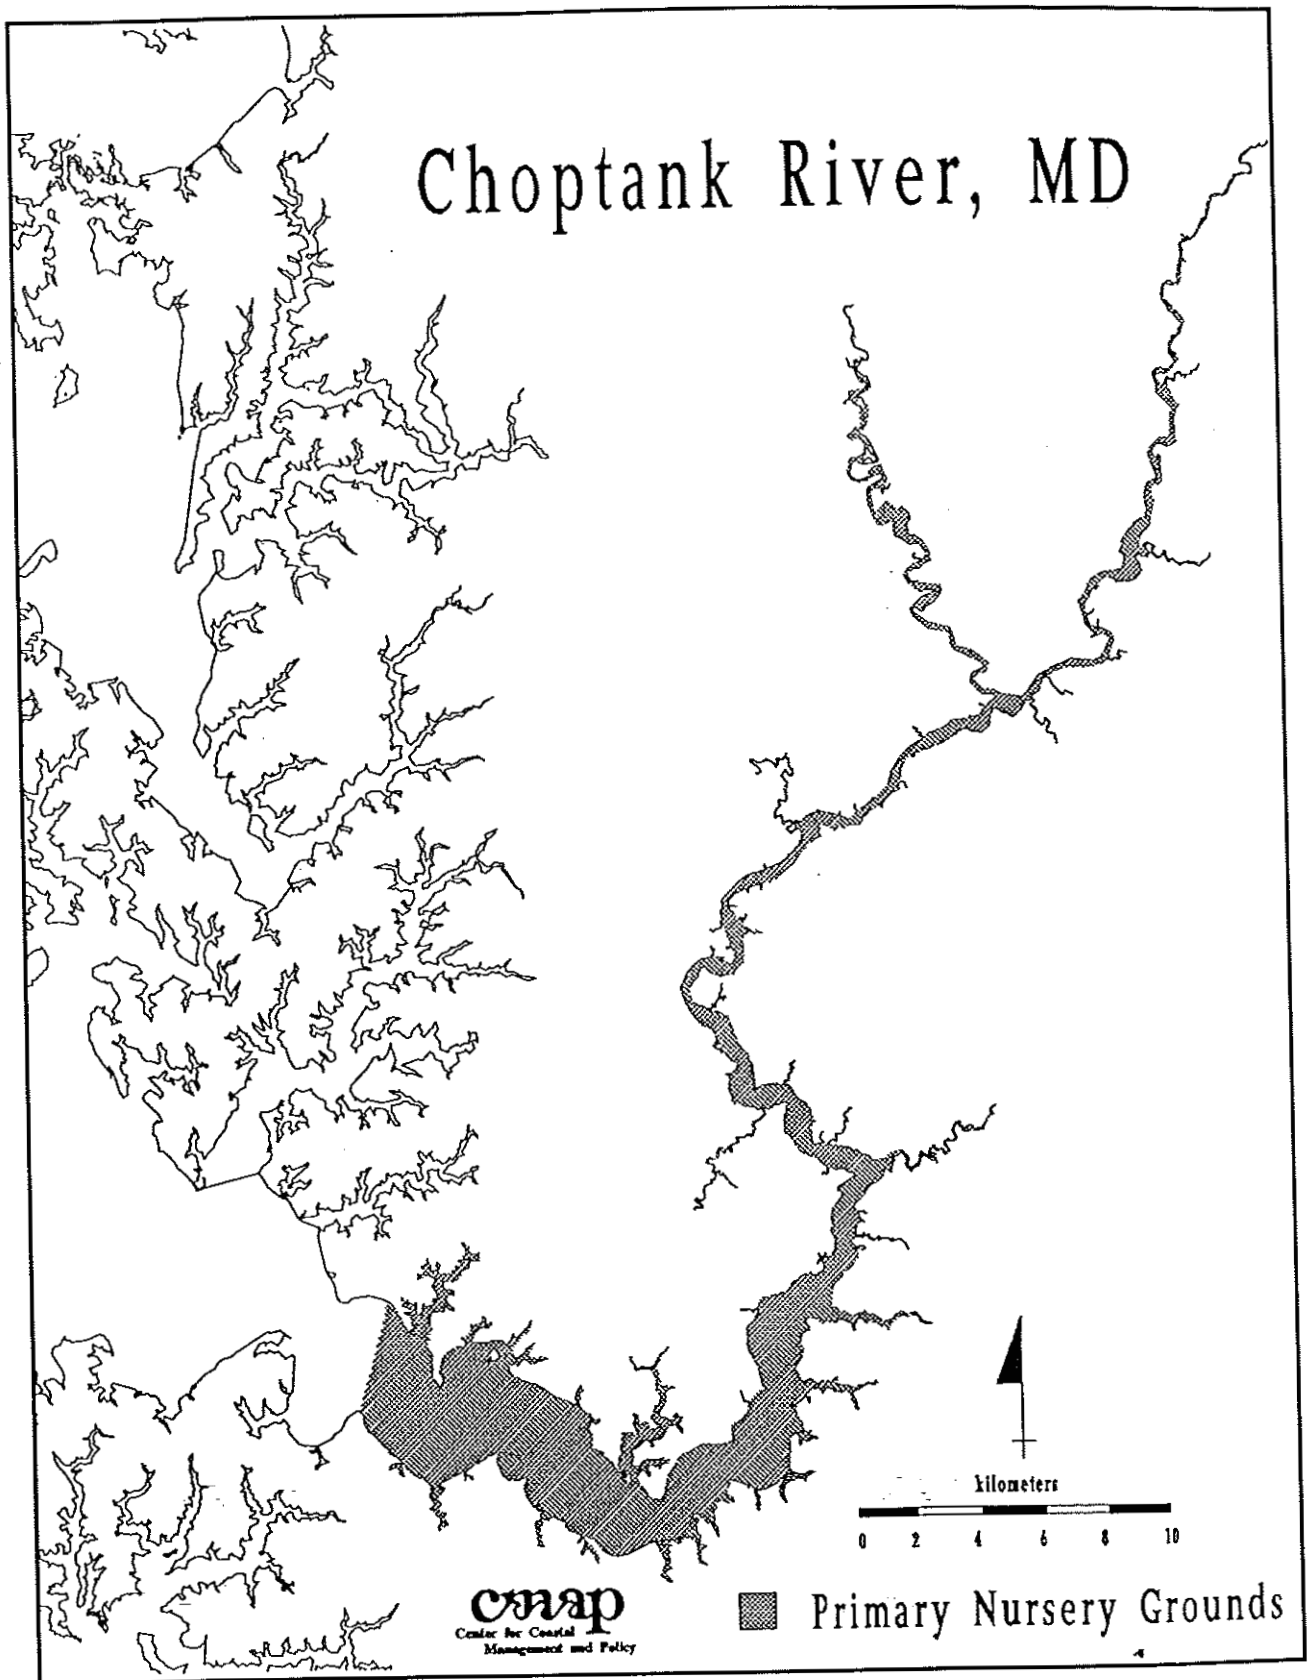 Choptank River, MD
kilometers
0 2 4 6 8 10
cmap
Center for Coastal
Management and Policy
Primary Nursery Grounds